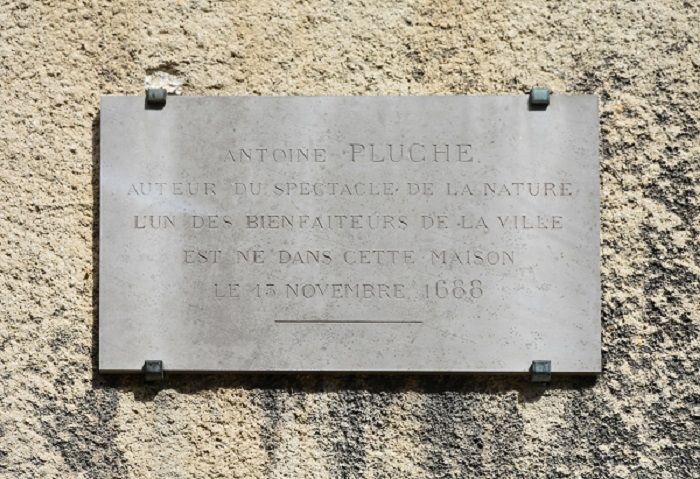 ANTOINE PLUCHE
AUTEUR DU SPECTACLE DE LA NATURE
L'UN DES BIENFAITEURS DE LA VILLE
EST NE DANS CETTE MAISON
LE 13 NOVEMBRE 1688